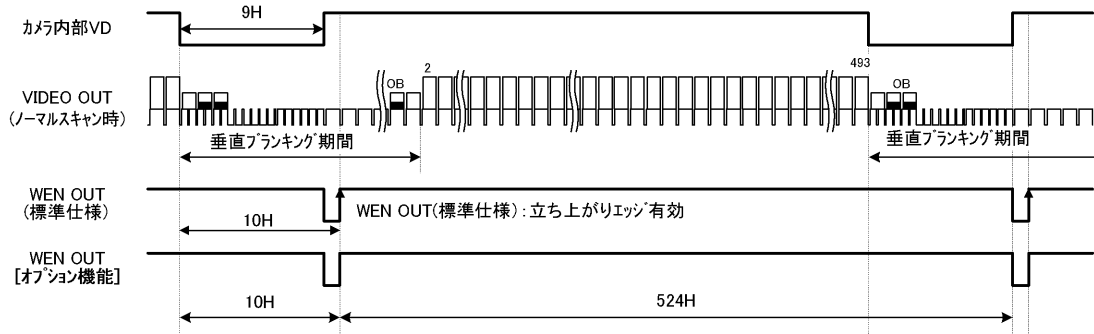 カメラ内部VD
9H
VIDEO OUT
(ノーマルスキャン時)
OB
2
493
OB
垂直ブランキング期間
垂直ブランキング期間
WEN OUT
(標準仕様)
10H
WEN OUT(標準仕様):立ち上がりエッジ有効
WEN OUT
[オプション機能]
10H
524H